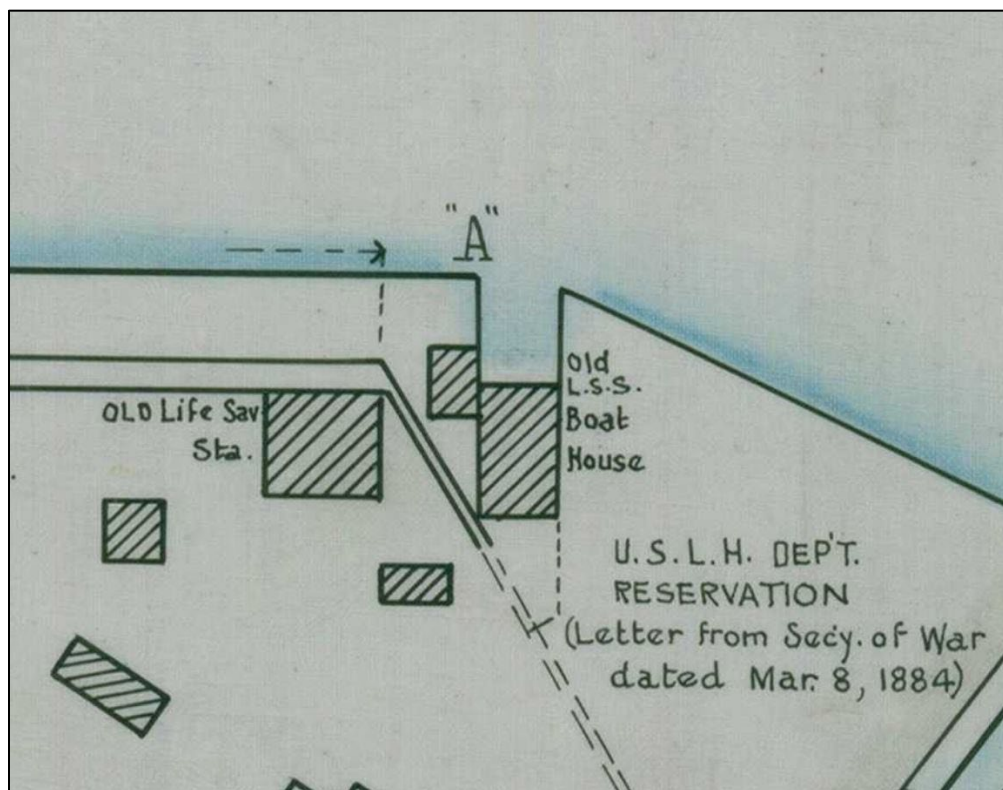 "A"
OLD Life Sav
Sta.
Old
L.S.S.
Boat
House
U.S.L.H. DEP'T.
RESERVATION
(Letter from Secy. of War
dated Mar. 8, 1884)